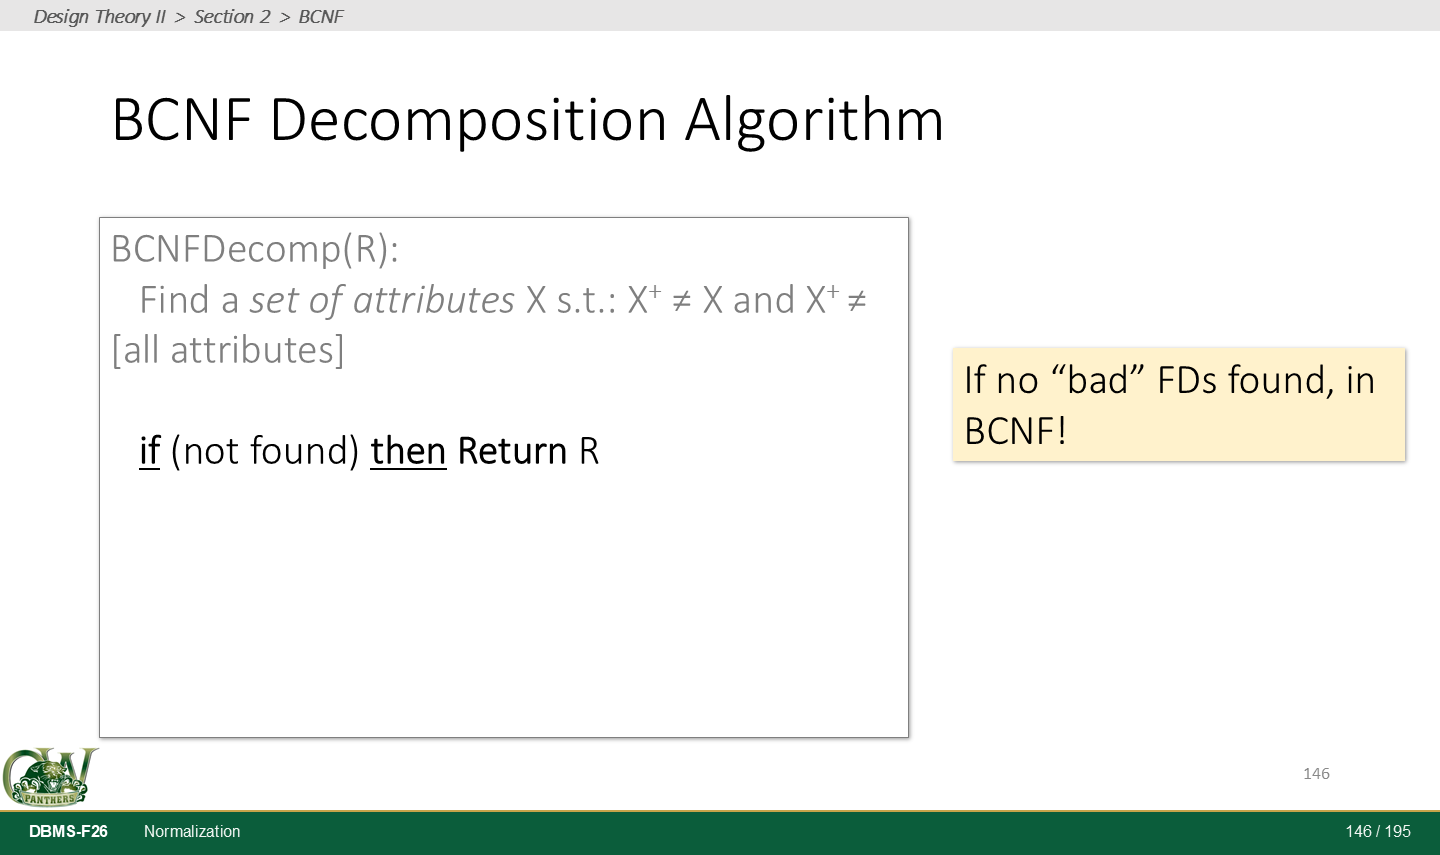 Design Theory II > Section 2 > BCNF
BCNF Decomposition Algorithm
BCNFDecomp(R):
Find a set of attributes X s.t.: X⁺ ≠ X and X⁺ ≠
[all attributes]
if (not found) then Return R
If no “bad” FDs found, in
BCNF!
OW
PANTHERS
146
DBMS-F26 Normalization 146 / 195